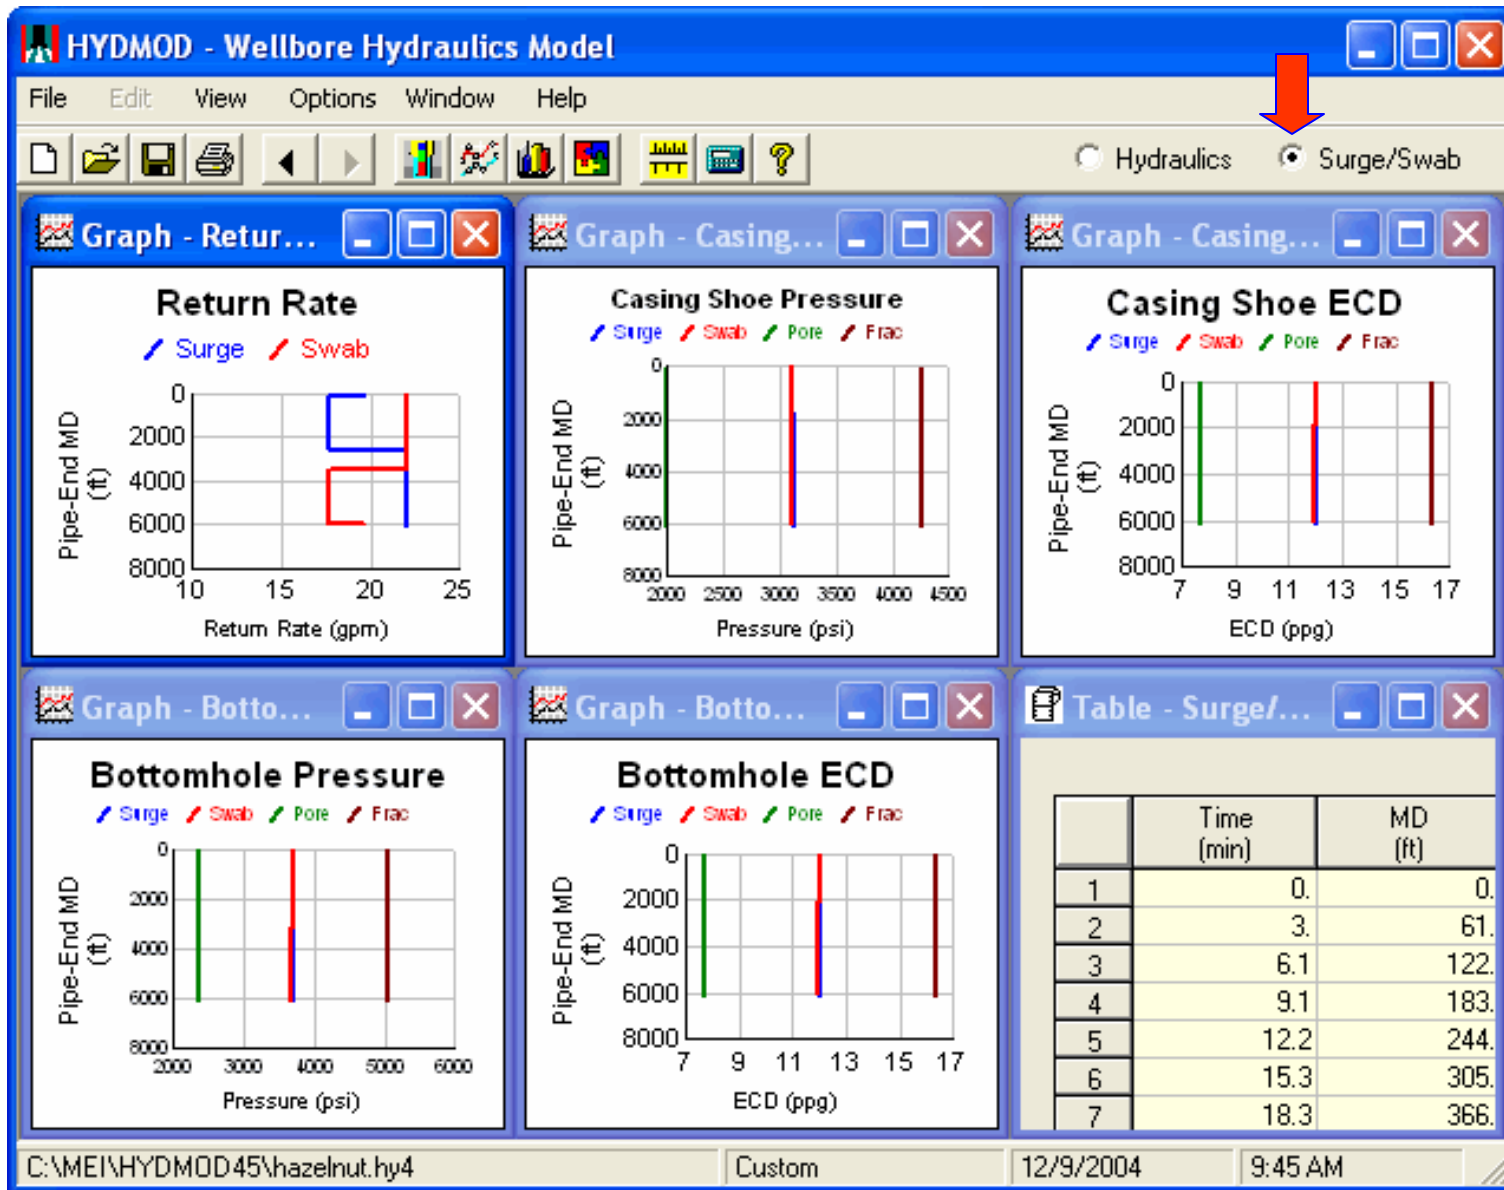 HYDMOD - Wellbore Hydraulics Model
File Edit View Options Window Help
Hydraulics Surge/Swab
Graph - Retur...
Return Rate
Surge Swab
Pipe-End MD
(ft)
0
2000
4000
6000
8000
10 15 20 25
Return Rate (gpm)
Graph - Casing...
Casing Shoe Pressure
Surge Swab Pore Frac
Pipe-End MD
(ft)
0
2000
4000
6000
8000
2000 2500 3000 3500 4000 4500
Pressure (psi)
Graph - Casing...
Casing Shoe ECD
Surge Swab Pore Frac
Pipe-End MD
(ft)
0
2000
4000
6000
8000
7 9 11 13 15 17
ECD (ppg)
Graph - Botto...
Bottomhole Pressure
Surge Swab Pore Frac
Pipe-End MD
(ft)
0
2000
4000
6000
8000
2000 3000 4000 5000 6000
Pressure (psi)
Graph - Botto...
Bottomhole ECD
Surge Swab Pore Frac
Pipe-End MD
(ft)
0
2000
4000
6000
8000
7 9 11 13 15 17
ECD (ppg)
Table - Surge/...
Time MD
(min) (ft)
1 0. 0.
2 3. 61.
3 6.1 122.
4 9.1 183.
5 12.2 244.
6 15.3 305.
7 18.3 366.
C:\MEI\HYDMOD45\hazelnut.hy4 Custom 12/9/2004 9:45 AM